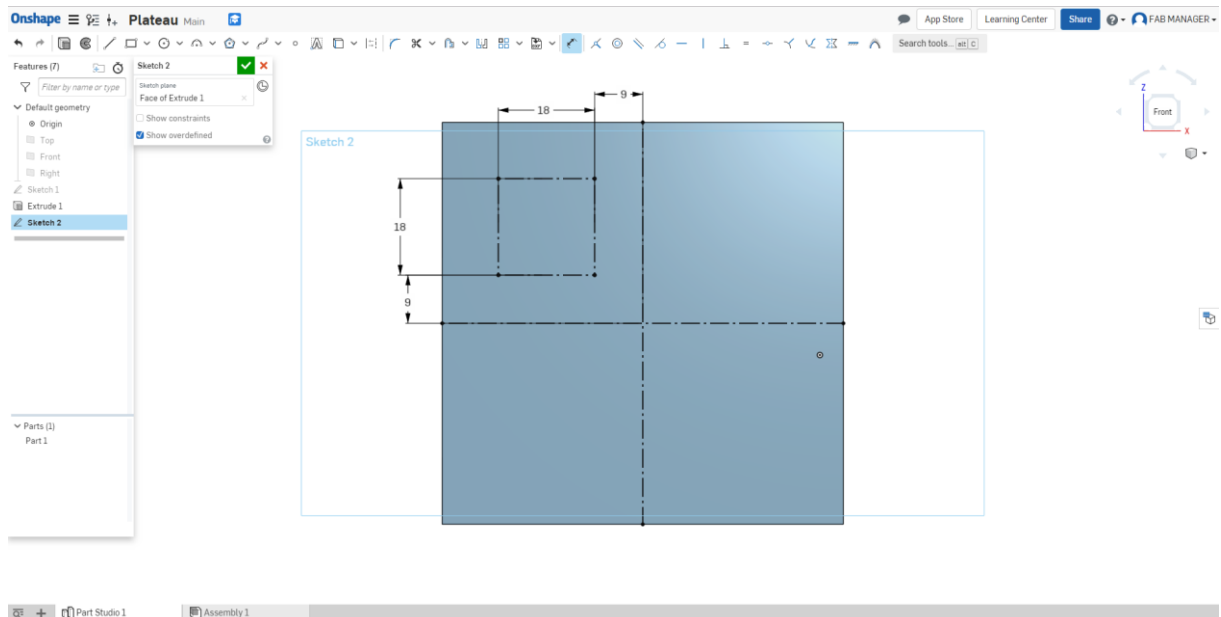 Onshape Plateau Main App Store Learning Center Share FAB MANAGER
Search tools... alt C
Features (7)
Filter by name or type
Default geometry
Origin
Top
Front
Right
Sketch 1
Extrude 1
Sketch 2
Sketch 2
Sketch plane
Face of Extrude 1
Show constraints
Show overdefined
Sketch 2
18
9
18
9
Z
Front
X
Parts (1)
Part 1
Part Studio 1 Assembly 1